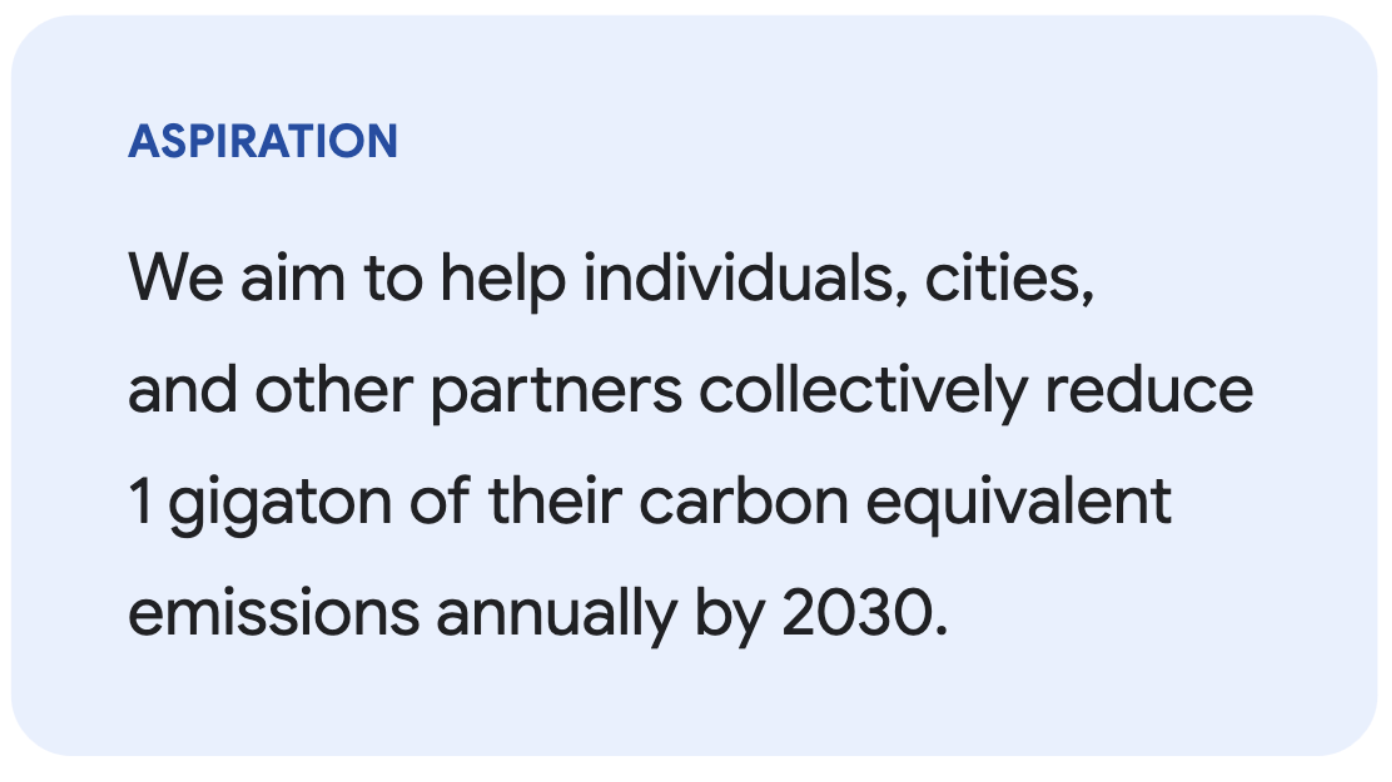 ASPIRATION
We aim to help individuals, cities,
and other partners collectively reduce
1 gigaton of their carbon equivalent
emissions annually by 2030.